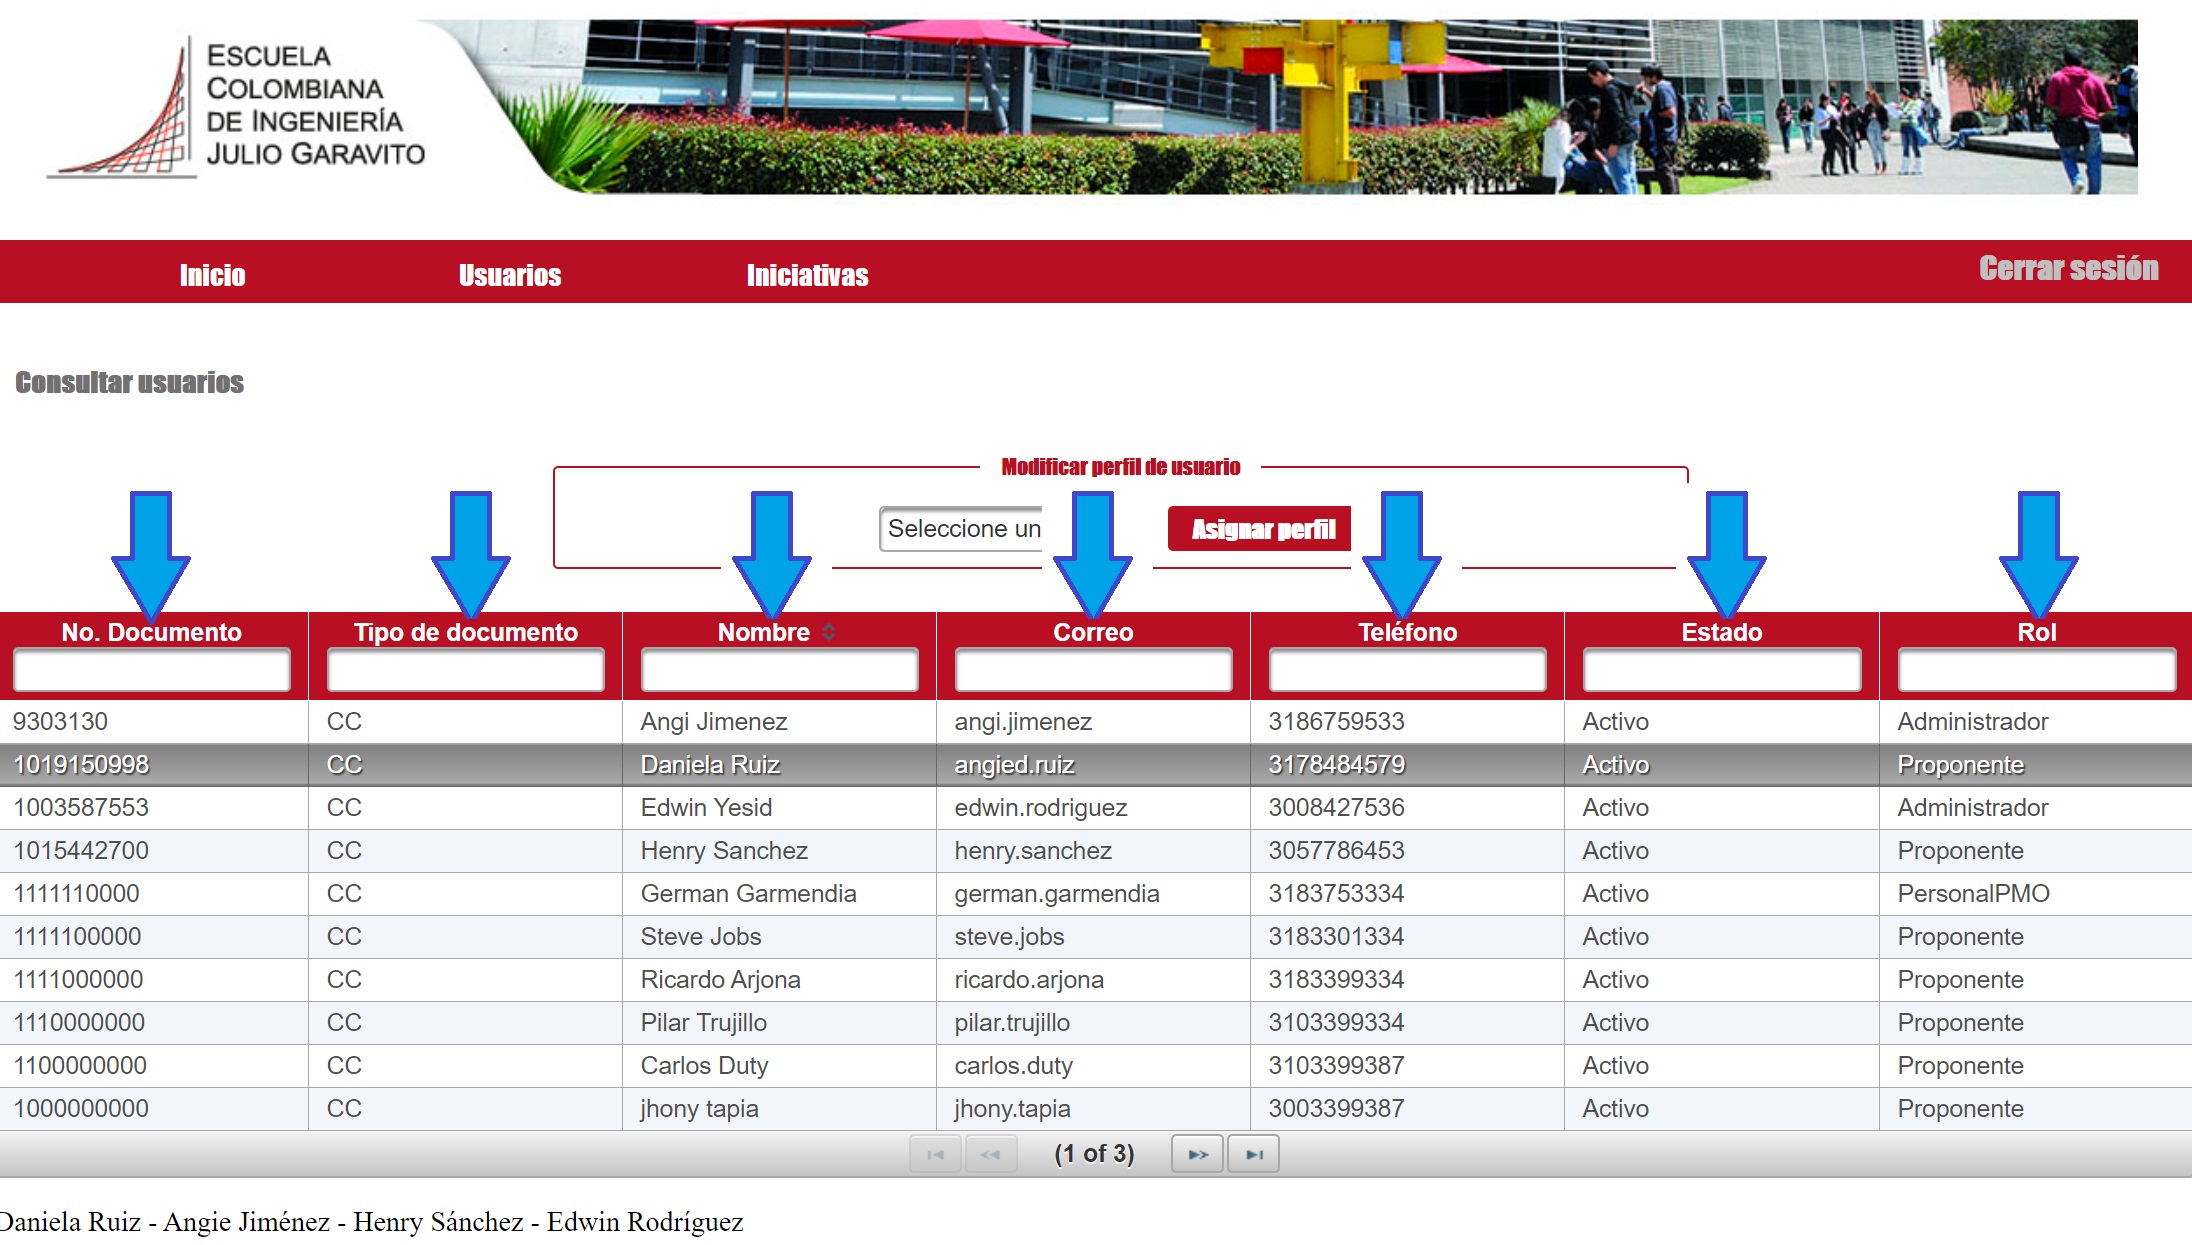 ESCUELA
COLOMBIANA
DE INGENIERÍA
JULIO GARAVITO
Inicio Usuarios Iniciativas Cerrar sesión
Consultar usuarios
Modificar perfil de usuario
Seleccione un Asignar perfil
No. Documento Tipo de documento Nombre Correo Teléfono Estado Rol
9303130 CC Angi Jimenez angi.jimenez 3186759533 Activo Administrador
1019150998 CC Daniela Ruiz angied.ruiz 3178484579 Activo Proponente
1003587553 CC Edwin Yesid edwin.rodriguez 3008427536 Activo Administrador
1015442700 CC Henry Sanchez henry.sanchez 3057786453 Activo Proponente
1111110000 CC German Garmendia german.garmendia 3183753334 Activo PersonalPMO
1111100000 CC Steve Jobs steve.jobs 3183301334 Activo Proponente
1111000000 CC Ricardo Arjona ricardo.arjona 3183399334 Activo Proponente
1110000000 CC Pilar Trujillo pilar.trujillo 3103399334 Activo Proponente
1100000000 CC Carlos Duty carlos.duty 3103399387 Activo Proponente
1000000000 CC jhony tapia jhony.tapia 3003399387 Activo Proponente
(1 of 3)
Daniela Ruiz - Angie Jiménez - Henry Sánchez - Edwin Rodríguez